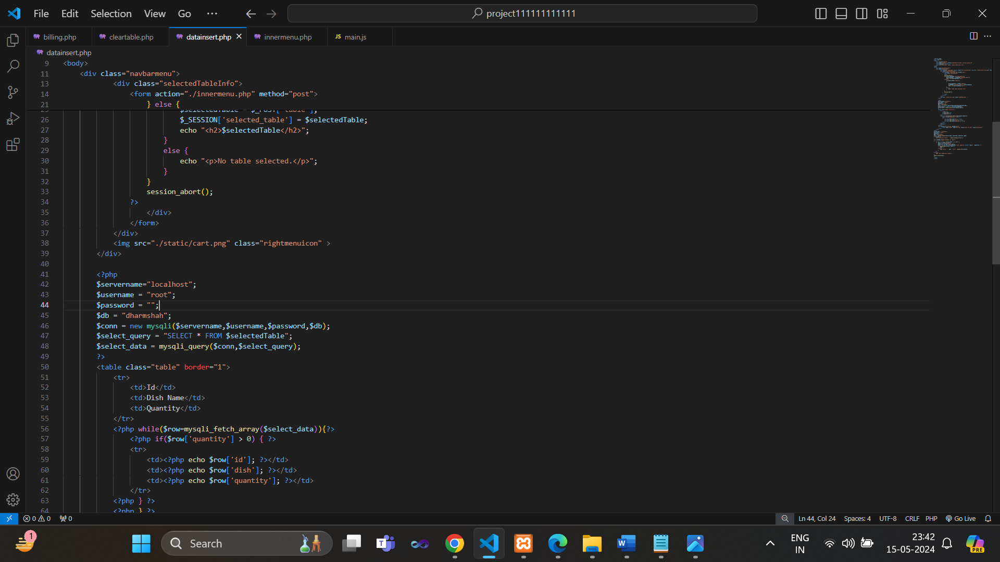 File Edit Selection View Go ···
project111111111111
billing.php
cleartable.php
datainsert.php
innermenu.php
JS main.js
datainsert.php
9 <body>
11 <div class="navbarmenu">
13 <div class="selectedTableInfo">
14 <form action="./innermenu.php" method="post">
21 } else {
25 $selectedTable = $_POST['table'];
26 $_SESSION['selected_table'] = $selectedTable;
27 echo "<h2>$selectedTable</h2>";
28 }
29 else {
30 echo "<p>No table selected.</p>";
31 }
32 }
33 session_abort();
34 ?>
35 </div>
36 </form>
37 </div>
38 <img src="./static/cart.png" class="rightmenuicon" >
39 </div>
40
41 <?php
42 $servername="localhost";
43 $username = "root";
44 $password = "";
45 $db = "dharmshah";
46 $conn = new mysqli($servername,$username,$password,$db);
47 $select_query = "SELECT * FROM $selectedTable";
48 $select_data = mysqli_query($conn,$select_query);
49 ?>
50 <table class="table" border="1">
51 <tr>
52 <td>Id</td>
53 <td>Dish Name</td>
54 <td>Quantity</td>
55 </tr>
56 <?php while($row=mysqli_fetch_array($select_data)){?>
57 <?php if($row['quantity'] > 0) { ?>
58 <tr>
59 <td><?php echo $row['id']; ?></td>
60 <td><?php echo $row['dish']; ?></td>
61 <td><?php echo $row['quantity']; ?></td>
62 </tr>
63 <?php } ?>
64 <?php } ?>
0 0 0
Ln 44, Col 24 Spaces: 4 UTF-8 CRLF PHP Go Live
1
Search
ENG
IN
23:42
15-05-2024
PRE